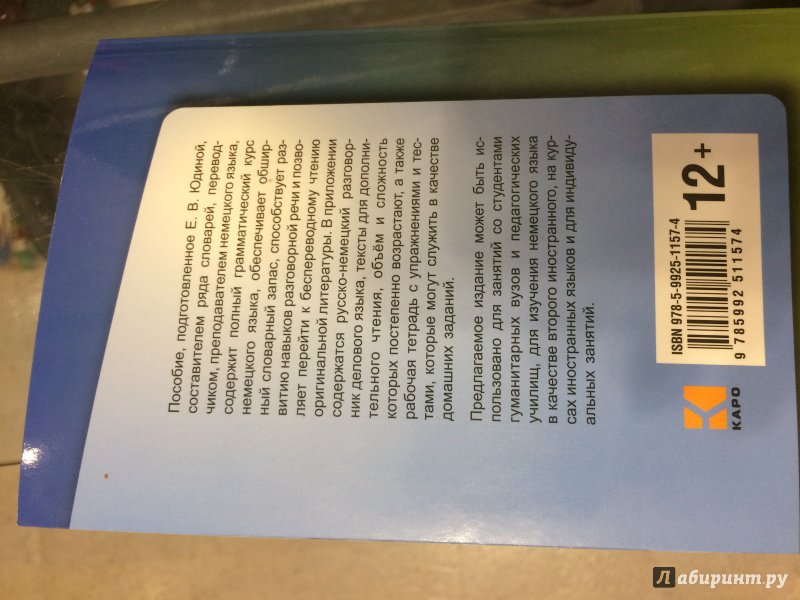 Пособие, подготовленное Е. В. Юдиной,
составителем ряда словарей, перевод-
чиком, преподавателем немецкого языка,
содержит полный грамматический курс
немецкого языка, обеспечивает обшир-
ный словарный запас, способствует раз-
витию навыков разговорной речи и позво-
ляет перейти к беспереводному чтению
оригинальной литературы. В приложении
содержатся русско-немецкий разговор-
ник делового языка, тексты для дополни-
тельного чтения, объём и сложность
которых постепенно возрастают, а также
рабочая тетрадь с упражнениями и тес-
тами, которые могут служить в качестве
домашних заданий.
Предлагаемое издание может быть ис-
пользовано для занятий со студентами
гуманитарных вузов и педагогических
училищ, для изучения немецкого языка
в качестве второго иностранного, на кур-
сах иностранных языков и для индивиду-
альных занятий.
КАРО
ISBN 978-5-9925-1157-4
9 785992 511574
12+
Лабиринт.ру